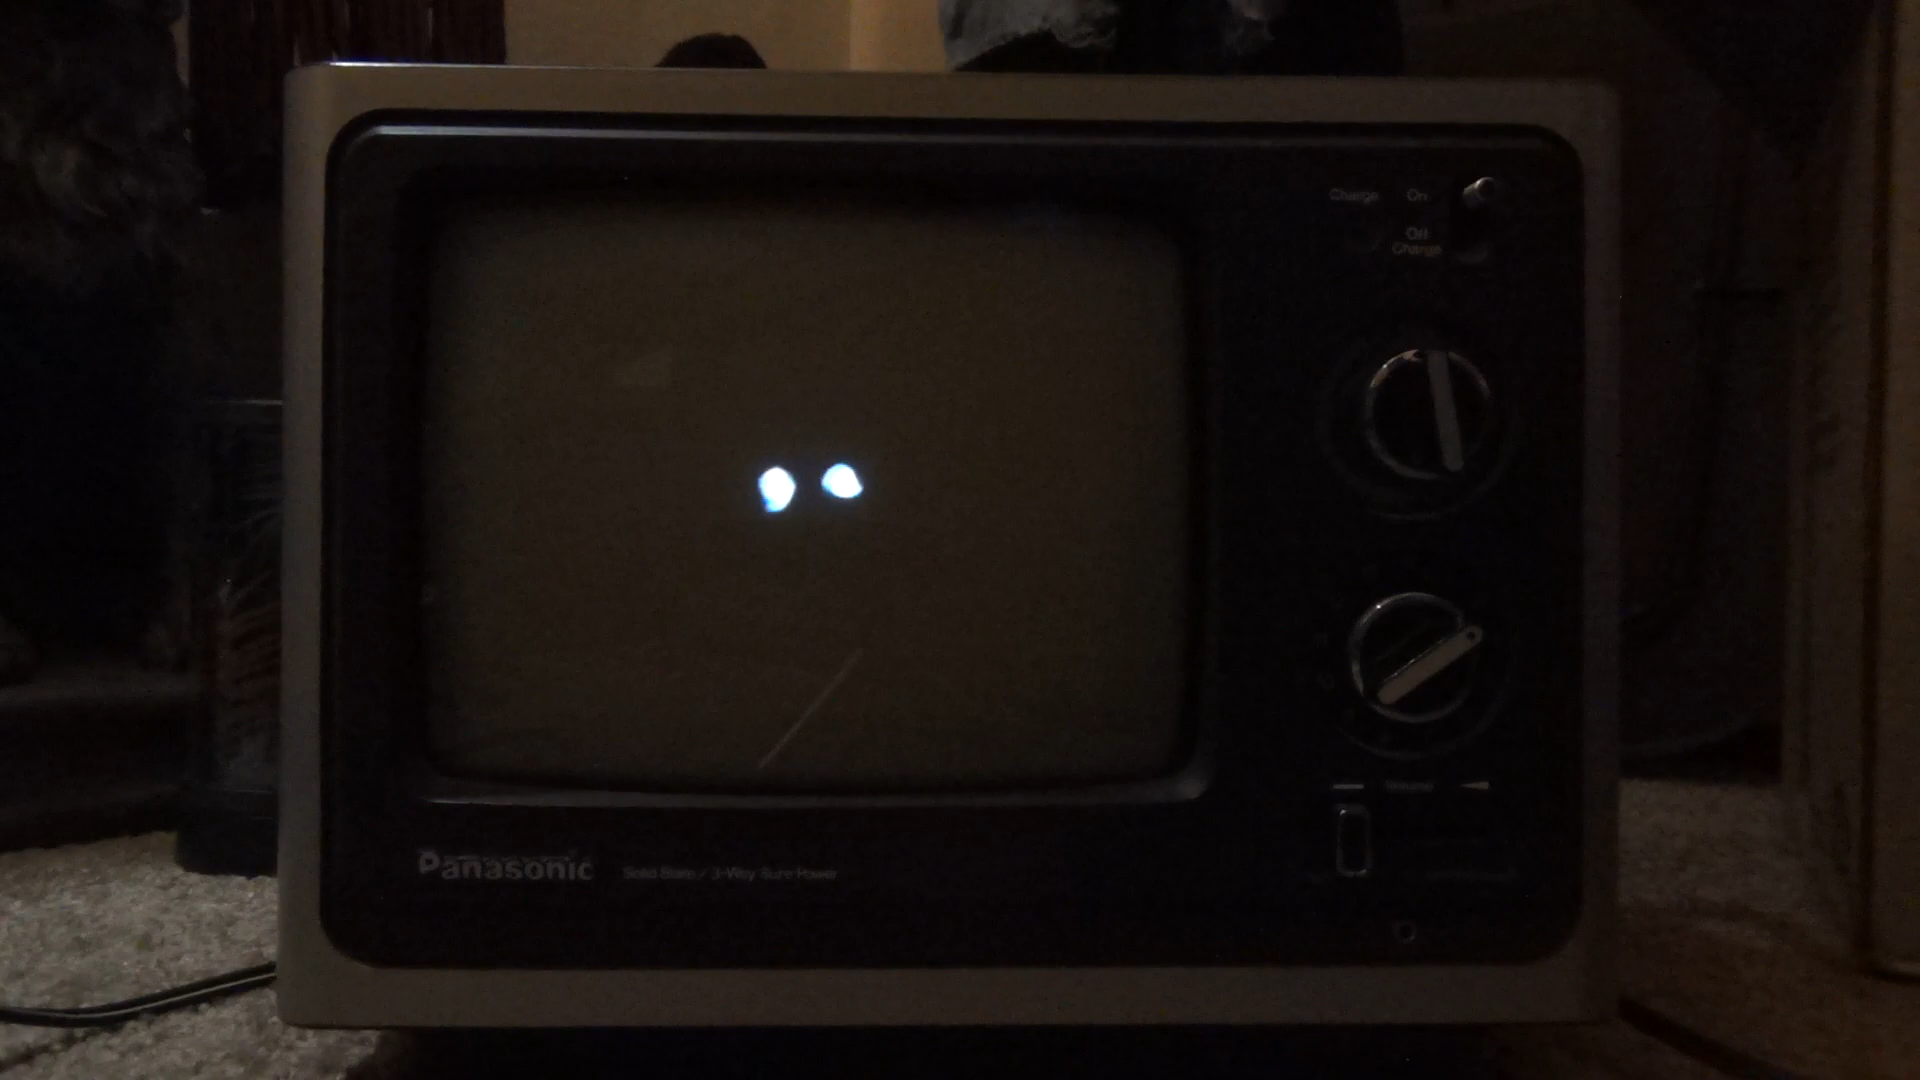 Charge On
Off
Charge
Volume
Panasonic Solid State / 3-Way Sure Power